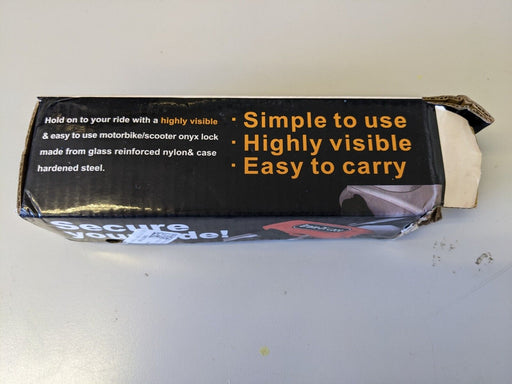 Hold on to your ride with a highly visible
& easy to use motorbike/scooter onyx lock
made from glass reinforced nylon& case
hardened steel.
· Simple to use
· Highly visible
· Easy to carry
Secure